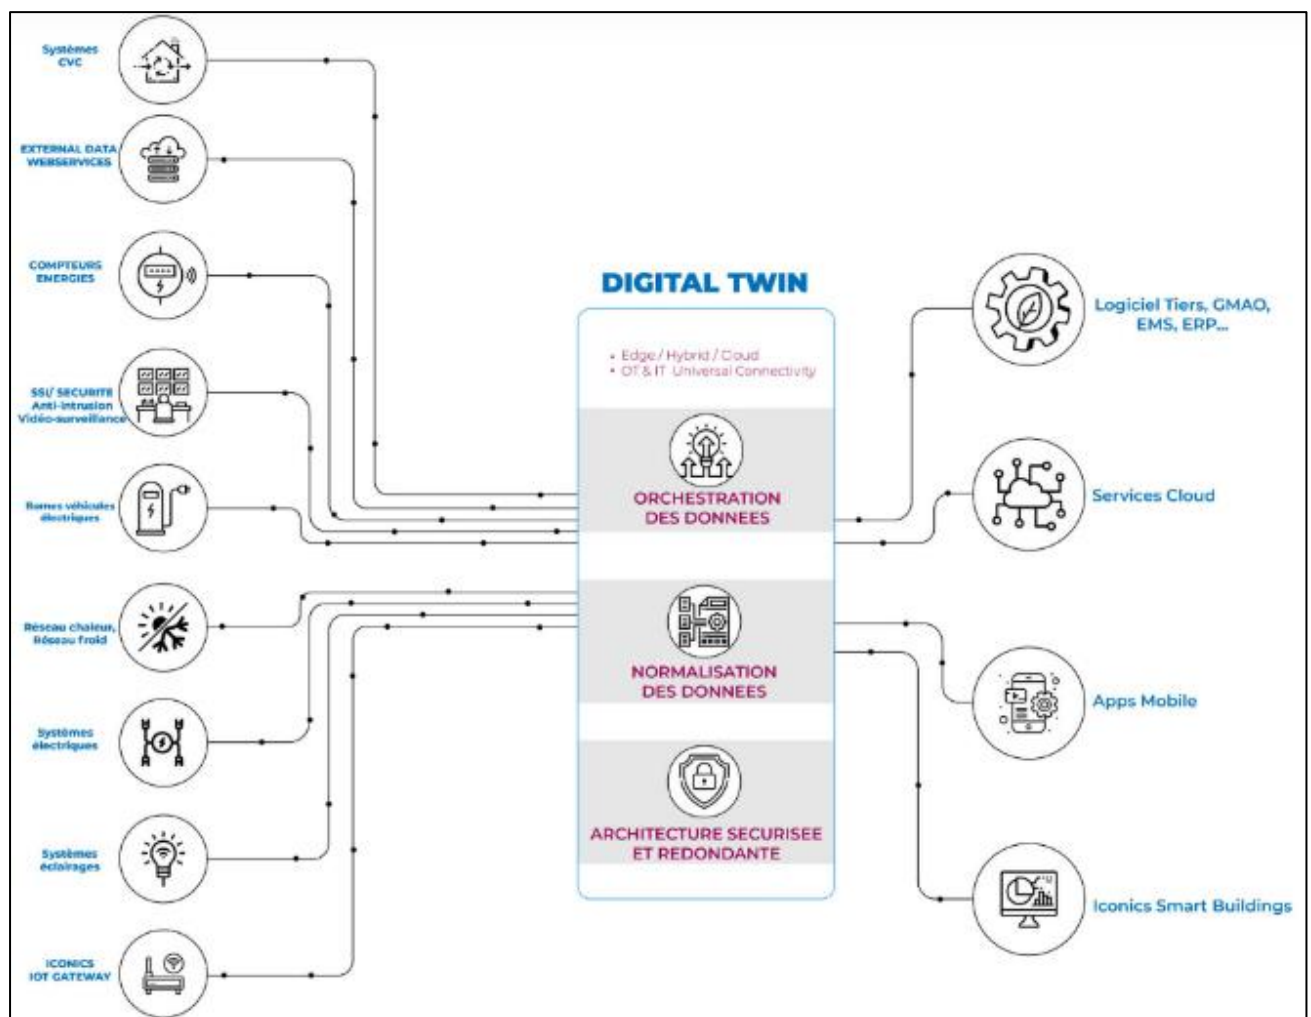 Systèmes
CVC
EXTERNAL DATA
WEBSERVICES
COMPTEURS
ENERGIES
SSI/ SECURITE
Anti-intrusion
Vidéo-surveillance
Bornes véhicules
électriques
Réseau chaleur,
Réseau froid
Systèmes
électriques
Systèmes
éclairages
ICONICS
IOT GATEWAY
DIGITAL TWIN
• Edge / Hybrid / Cloud
• OT & IT Universal Connectivity
ORCHESTRATION
DES DONNEES
NORMALISATION
DES DONNEES
ARCHITECTURE SECURISEE
ET REDONDANTE
Logiciel Tiers, GMAO,
EMS, ERP...
Services Cloud
Apps Mobile
Iconics Smart Buildings